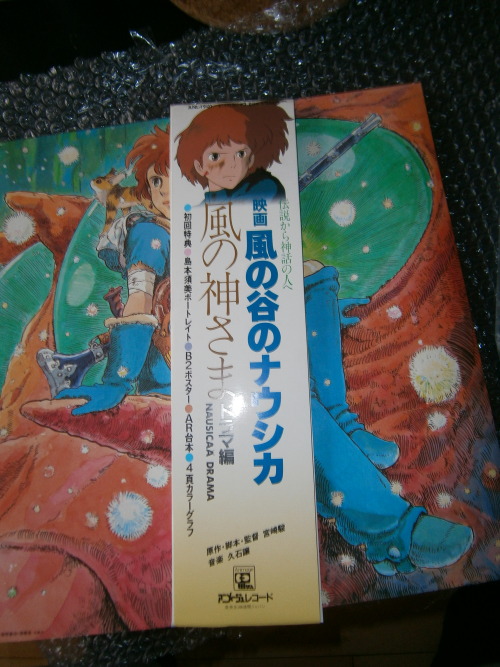 伝説から神話の人へ
映画 風の谷のナウシカ
風の神さま ドラマ編
NAUSICAA DRAMA
●初回特典●島本須美ポートレイト●B2ポスター●AR台本●4頁カラーグラフ
原作・脚本・監督 宮崎駿
音楽 久石譲
アニメージュレコード